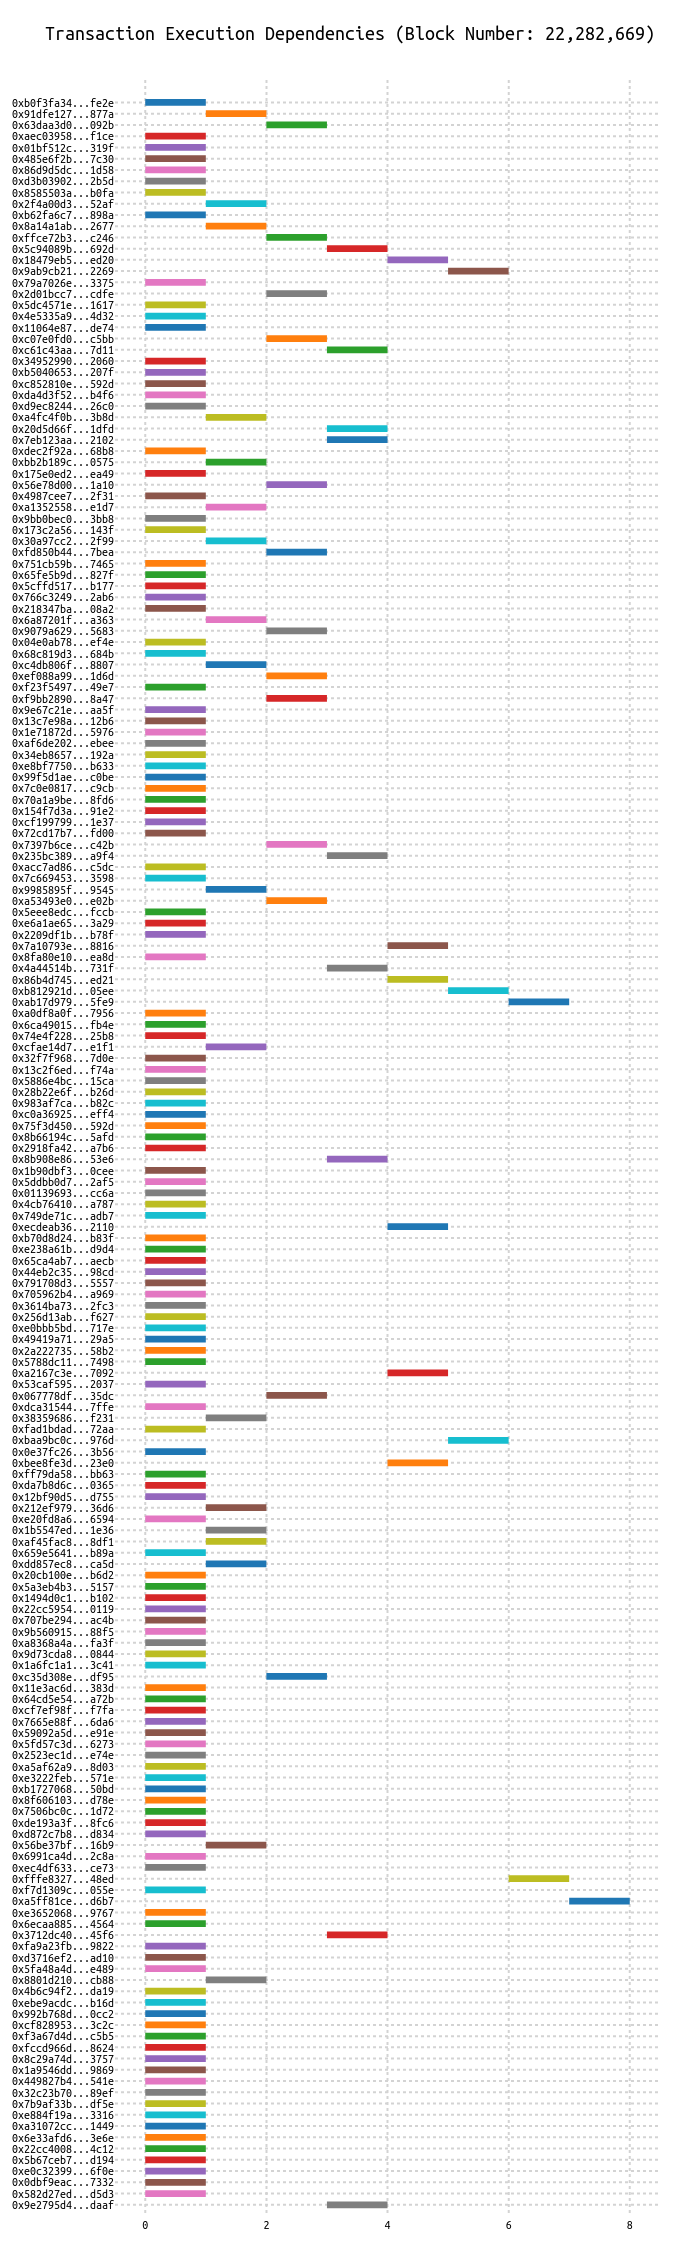 Transaction Execution Dependencies (Block Number: 22,282,669)
0xb0f3fa34...fe2e
0x91dfe127...877a
0x63daa3d0...092b
0xaec03958...f1ce
0x01bf512c...319f
0x485e6f2b...7c30
0x86d9d5dc...1d58
0xd3b03902...2b5d
0x8585503a...b0fa
0x2f4a00d3...52af
0xb62fa6c7...898a
0x8a14a1ab...2677
0xffce72b3...c246
0x5c94089b...692d
0x18479eb5...ed20
0x9ab9cb21...2269
0x79a7026e...3375
0x2d01bcc7...cdfe
0x5dc4571e...1617
0x4e5335a9...4d32
0x11064e87...de74
0xc07e0fd0...c5bb
0xc61c43aa...7d11
0x34952990...2060
0xb5040653...207f
0xc852810e...592d
0xda4d3f52...b4f6
0xd9ec8244...26c0
0xa4fc4f0b...3b8d
0x20d5d66f...1dfd
0x7eb123aa...2102
0xdec2f92a...68b8
0xbb2b189c...0575
0x175e0ed2...ea49
0x56e78d00...1a10
0x4987cee7...2f31
0xa1352558...e1d7
0x9bb0bec0...3bb8
0x173c2a56...143f
0x30a97cc2...2f99
0xfd850b44...7bea
0x751cb59b...7465
0x65fe5b9d...827f
0x5cffd517...b177
0x766c3249...2ab6
0x218347ba...08a2
0x6a87201f...a363
0x9079a629...5683
0x04e0ab78...ef4e
0x68c819d3...684b
0xc4db806f...8807
0xef088a99...1d6d
0xf23f5497...49e7
0xf9bb2890...8a47
0x9e67c21e...aa5f
0x13c7e98a...12b6
0x1e71872d...5976
0xaf6de202...ebee
0x34eb8657...192a
0xe8bf7750...b633
0x99f5d1ae...c0be
0x7c0e0817...c9cb
0x70a1a9be...8fd6
0x154f7d3a...91e2
0xcf199799...1e37
0x72cd17b7...fd00
0x7397b6ce...c42b
0x235bc389...a9f4
0xacc7ad86...c5dc
0x7c669453...3598
0x9985895f...9545
0xa53493e0...e02b
0x5eee8edc...fccb
0xe6a1ae65...3a29
0x2209df1b...b78f
0x7a10793e...8816
0x8fa80e10...ea8d
0x4a44514b...731f
0x86b4d745...ed21
0xb812921d...05ee
0xab17d979...5fe9
0xa0df8a0f...7956
0x6ca49015...fb4e
0x74e4f228...25b8
0xcfae14d7...e1f1
0x32f7f968...7d0e
0x13c2f6ed...f74a
0x5886e4bc...15ca
0x28b22e6f...b26d
0x983af7ca...b82c
0xc0a36925...eff4
0x75f3d450...592d
0x8b66194c...5afd
0x2918fa42...a7b6
0x8b908e86...53e6
0x1b90dbf3...0cee
0x5ddbb0d7...2af5
0x01139693...cc6a
0x4cb76410...a787
0x749de71c...adb7
0xecdeab36...2110
0xb70d8d24...b83f
0xe238a61b...d9d4
0x65ca4ab7...aecb
0x44eb2c35...98cd
0x791708d3...5557
0x705962b4...a969
0x3614ba73...2fc3
0x256d13ab...f627
0xe0bbb5bd...717e
0x49419a71...29a5
0x2a222735...58b2
0x5788dc11...7498
0xa2167c3e...7092
0x53caf595...2037
0x067778df...35dc
0xdca31544...7ffe
0x38359686...f231
0xfad1bdad...72aa
0xbaa9bc0c...976d
0x0e37fc26...3b56
0xbee8fe3d...23e0
0xff79da58...bb63
0xda7b8d6c...0365
0x12bf90d5...d755
0x212ef979...36d6
0xe20fd8a6...6594
0x1b5547ed...1e36
0xaf45fac8...8df1
0x659e5641...b89a
0xdd857ec8...ca5d
0x20cb100e...b6d2
0x5a3eb4b3...5157
0x1494d0c1...b102
0x22cc5954...0119
0x707be294...ac4b
0x9b560915...88f5
0xa8368a4a...fa3f
0x9d73cda8...0844
0x1a6fc1a1...3c41
0xc35d308e...df95
0x11e3ac6d...383d
0x64cd5e54...a72b
0xcf7ef98f...f7fa
0x7665e88f...6da6
0x59092a5d...e91e
0x5fd57c3d...6273
0x2523ec1d...e74e
0xa5af62a9...8d03
0xe3222feb...571e
0xb1727068...50bd
0x8f606103...d78e
0x7506bc0c...1d72
0xde193a3f...8fc6
0xd872c7b8...d834
0x56be37bf...16b9
0x6991ca4d...2c8a
0xec4df633...ce73
0xfffe8327...48ed
0xf7d1309c...055e
0xa5ff81ce...d6b7
0xe3652068...9767
0x6ecaa885...4564
0x3712dc40...45f6
0xfa9a23fb...9822
0xd3716ef2...ad10
0x5fa48a4d...e489
0x8801d210...cb88
0x4b6c94f2...da19
0xebe9acdc...b16d
0x992b768d...0cc2
0xcf828953...3c2c
0xf3a67d4d...c5b5
0xfccd966d...8624
0x8c29a74d...3757
0x1a9546dd...9869
0x449827b4...541e
0x32c23b70...89ef
0x7b9af33b...df5e
0xe884f19a...3316
0xa31072cc...1449
0x6e33afd6...3e6e
0x22cc4008...4c12
0x5b67ceb7...d194
0xe0c32399...6f0e
0x0dbf9eac...7332
0x582d27ed...d5d3
0x9e2795d4...daaf
0 2 4 6 8